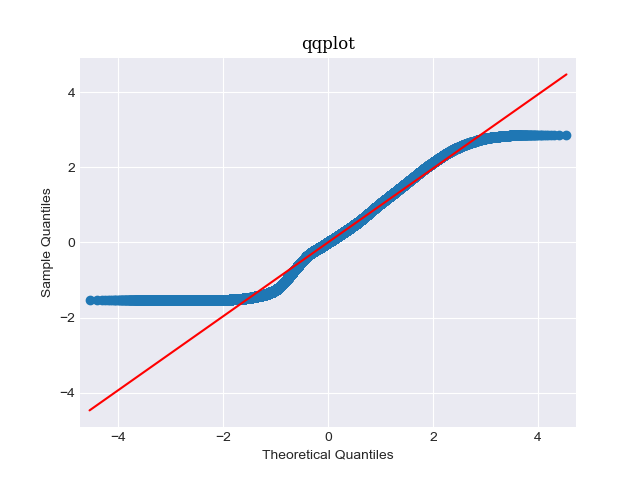 qqplot
4
2
0
−2
−4
Sample Quantiles
−4 −2 0 2 4
Theoretical Quantiles